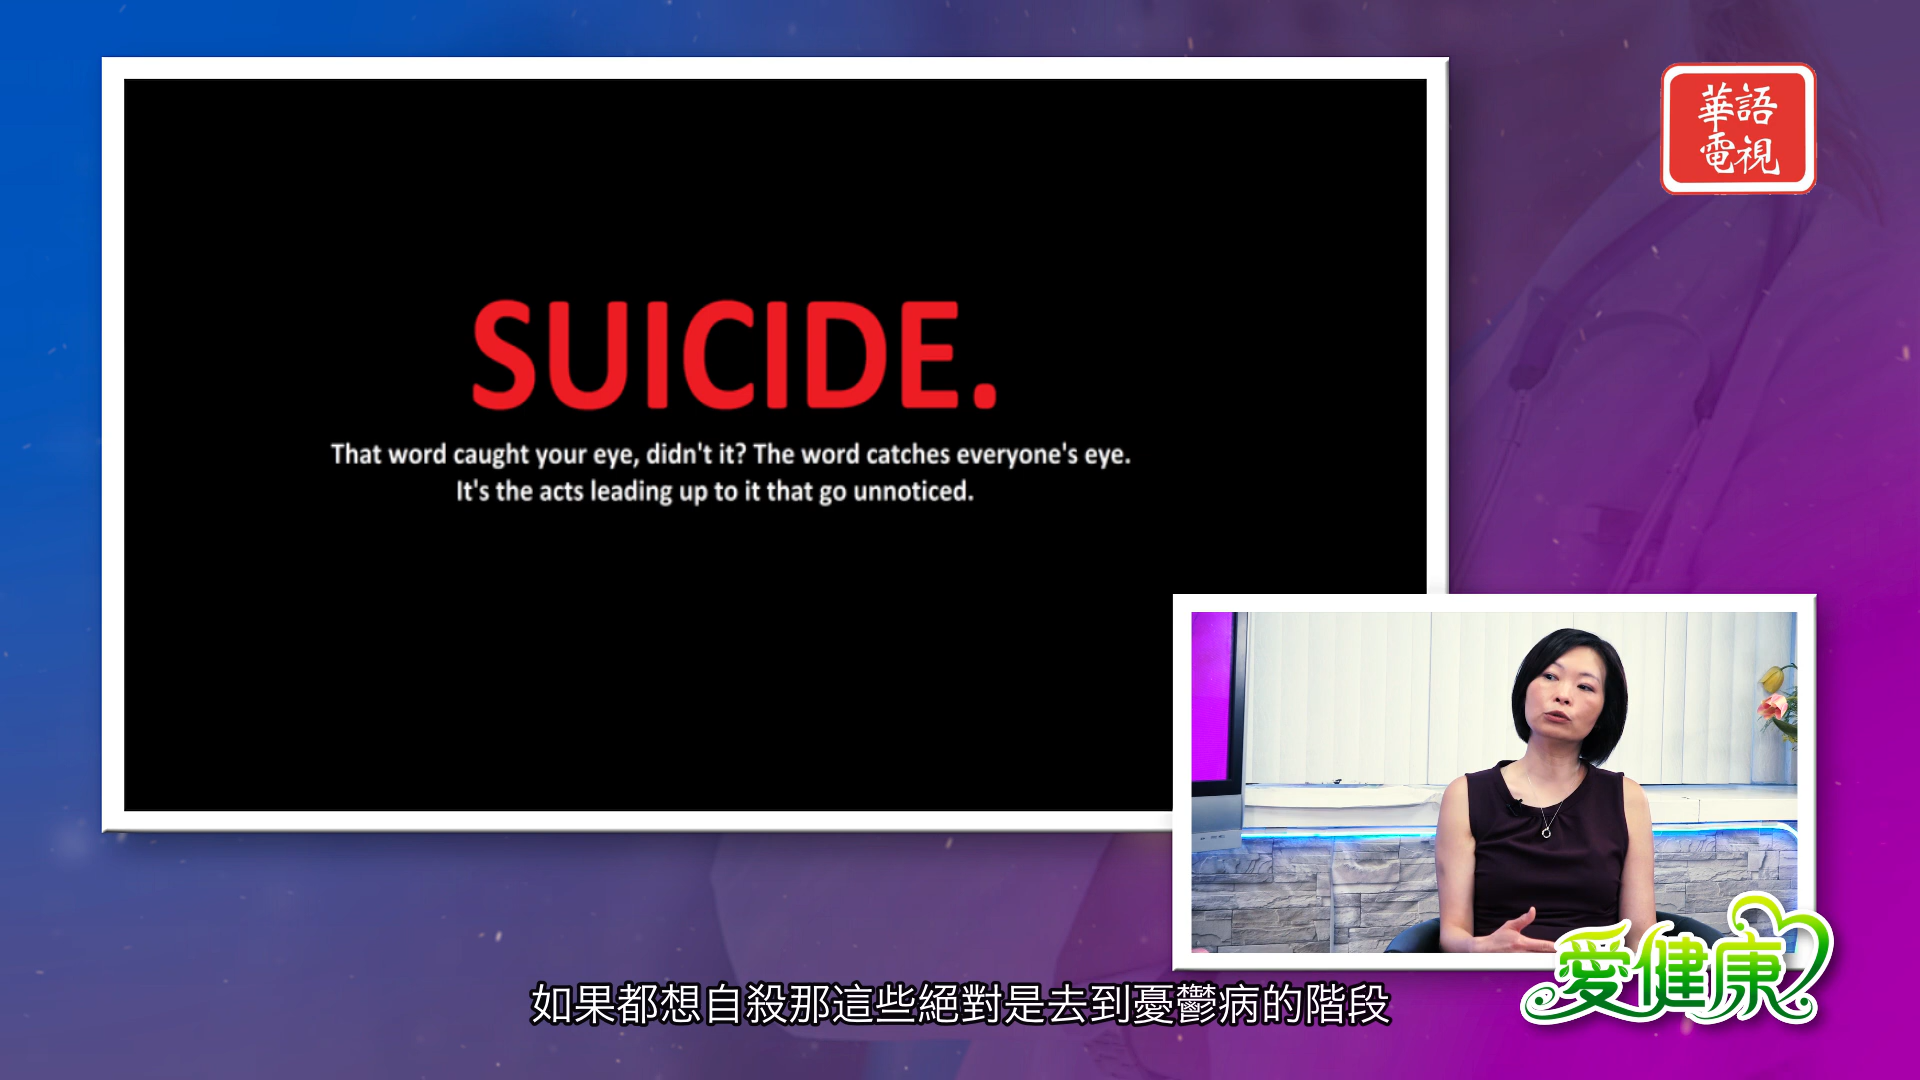 華語
電視
SUICIDE.
That word caught your eye, didn't it? The word catches everyone's eye.
It's the acts leading up to it that go unnoticed.
愛健康
如果都想自殺那這些絕對是去到憂鬱病的階段